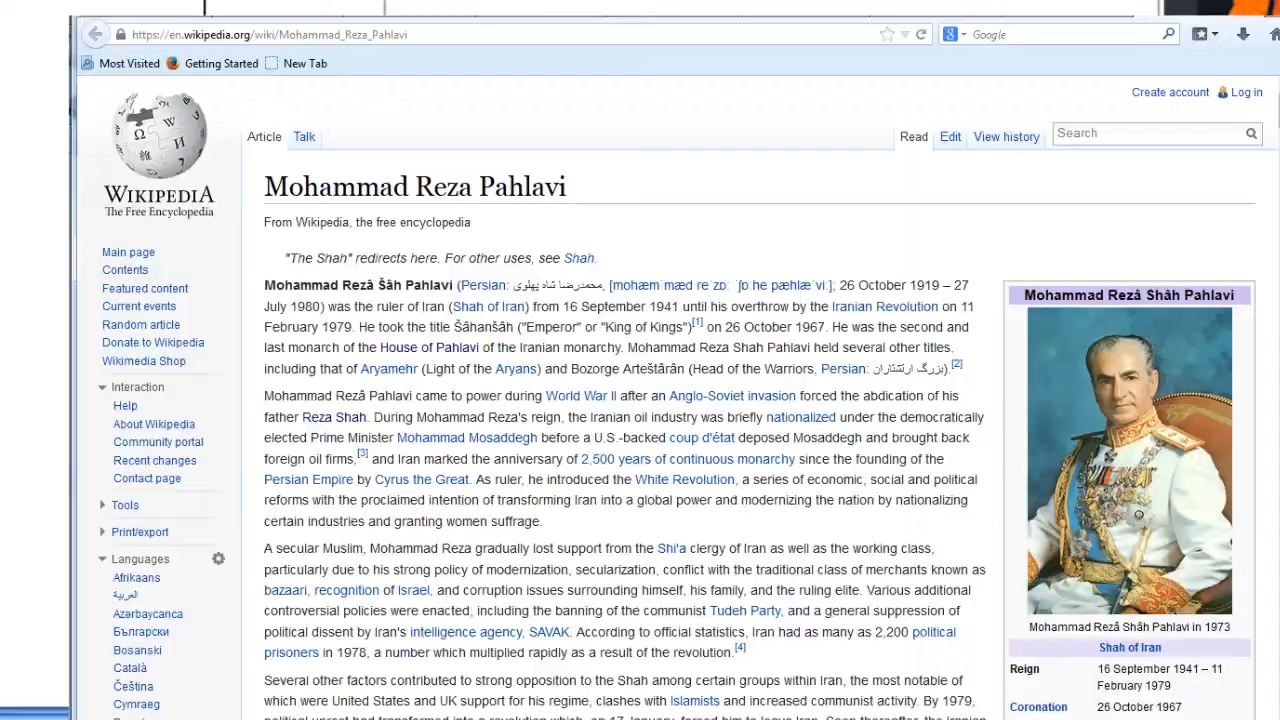 https://en.wikipedia.org/wiki/Mohammad_Reza_Pahlavi
Google
Most Visited
Getting Started
New Tab
Create account
Log in
Article
Talk
Read
Edit
View history
Search
WIKIPEDIA
The Free Encyclopedia
Main page
Contents
Featured content
Current events
Random article
Donate to Wikipedia
Wikimedia Shop
Interaction
Help
About Wikipedia
Community portal
Recent changes
Contact page
Tools
Print/export
Languages
Afrikaans
العربية
Azərbaycanca
Български
Bosanski
Català
Čeština
Cymraeg
Mohammad Reza Pahlavi
From Wikipedia, the free encyclopedia
"The Shah" redirects here. For other uses, see Shah.
Mohammad Rezâ Šâh Pahlavi (Persian: محمدرضا شاه پهلوی, 26 October 1919 – 27
July 1980) was the ruler of Iran (Shah of Iran) from 16 September 1941 until his overthrow by the Iranian Revolution on 11
February 1979. He took the title Šâhanšâh ("Emperor" or "King of Kings")[1] on 26 October 1967. He was the second and
last monarch of the House of Pahlavi of the Iranian monarchy. Mohammad Reza Shah Pahlavi held several other titles,
including that of Aryamehr (Light of the Aryans) and Bozorge Arteštârân (Head of the Warriors, Persian: بزرگ ارتشتاران).[2]
Mohammad Rezâ Pahlavi came to power during World War II after an Anglo-Soviet invasion forced the abdication of his
father Reza Shah. During Mohammad Reza's reign, the Iranian oil industry was briefly nationalized under the democratically
elected Prime Minister Mohammad Mosaddegh before a U.S.-backed coup d'état deposed Mosaddegh and brought back
foreign oil firms,[3] and Iran marked the anniversary of 2,500 years of continuous monarchy since the founding of the
Persian Empire by Cyrus the Great. As ruler, he introduced the White Revolution, a series of economic, social and political
reforms with the proclaimed intention of transforming Iran into a global power and modernizing the nation by nationalizing
certain industries and granting women suffrage.
A secular Muslim, Mohammad Reza gradually lost support from the Shi'a clergy of Iran as well as the working class,
particularly due to his strong policy of modernization, secularization, conflict with the traditional class of merchants known as
bazaari, recognition of Israel, and corruption issues surrounding himself, his family, and the ruling elite. Various additional
controversial policies were enacted, including the banning of the communist Tudeh Party, and a general suppression of
political dissent by Iran's intelligence agency, SAVAK. According to official statistics, Iran had as many as 2,200 political
prisoners in 1978, a number which multiplied rapidly as a result of the revolution.[4]
Several other factors contributed to strong opposition to the Shah among certain groups within Iran, the most notable of
which were United States and UK support for his regime, clashes with Islamists and increased communist activity. By 1979,
Mohammad Rezâ Shâh Pahlavi
Mohammad Rezâ Shâh Pahlavi in 1973
Shah of Iran
Reign 16 September 1941 – 11
February 1979
Coronation 26 October 1967